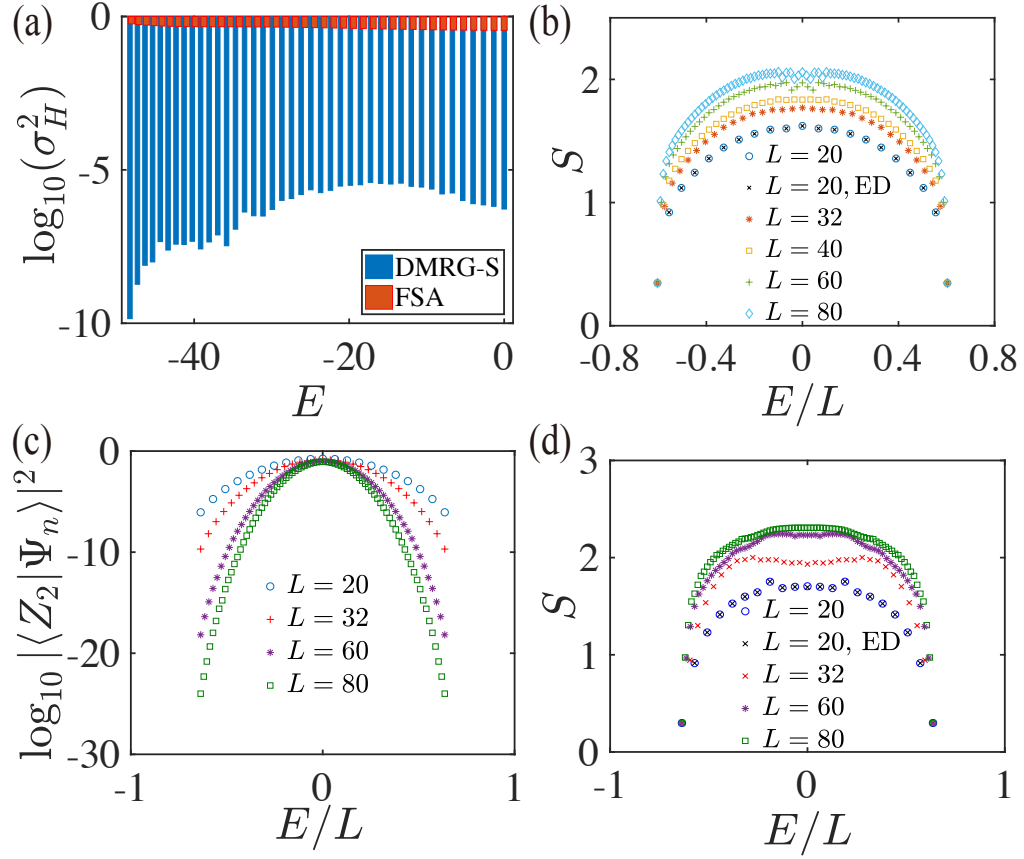 (a)
log₁₀(σ²_H)
0
-5
-10
-40
-20
0
E
DMRG-S
FSA
(b)
S
2
1
0
-0.8
-0.4
0
0.4
0.8
E/L
L = 20
L = 20, ED
L = 32
L = 40
L = 60
L = 80
(c)
log₁₀ |⟨Z₂|Ψₙ⟩|²
0
-10
-20
-30
-1
0
1
E/L
L = 20
L = 32
L = 60
L = 80
(d)
S
3
2
1
0
-1
0
1
E/L
L = 20
L = 20, ED
L = 32
L = 60
L = 80